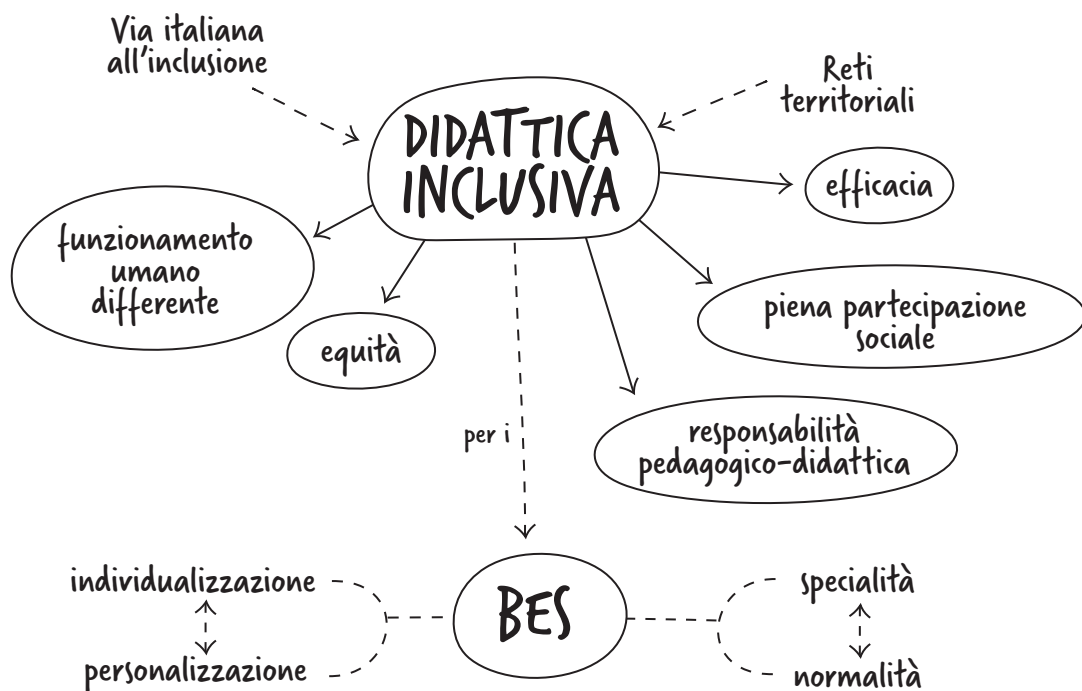 Via italiana
all'inclusione
Reti
territoriali
DIDATTICA
INCLUSIVA
efficacia
funzionamento
umano
differente
equità
piena partecipazione
sociale
responsabilità
pedagogico-didattica
per i
BES
individualizzazione
personalizzazione
specialità
normalità